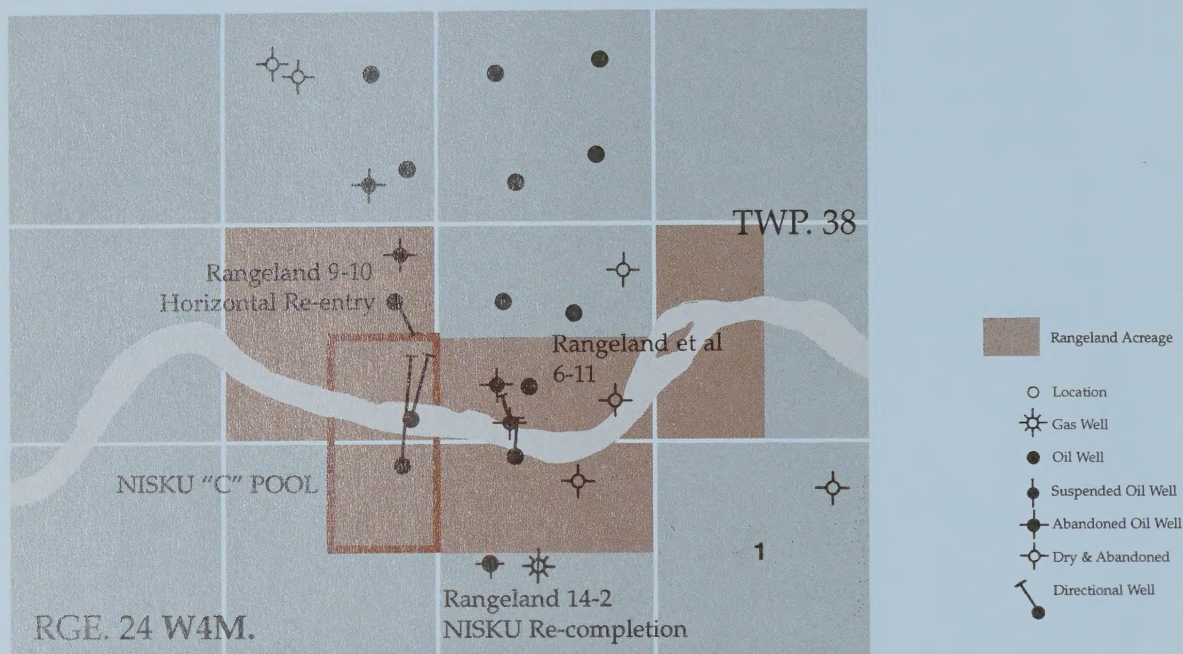 TWP. 38
Rangeland 9-10
Horizontal Re-entry
Rangeland et al
6-11
NISKU "C" POOL
1
Rangeland 14-2
NISKU Re-completion
RGE. 24 W4M.
Rangeland Acreage
Location
Gas Well
Oil Well
Suspended Oil Well
Abandoned Oil Well
Dry & Abandoned
Directional Well